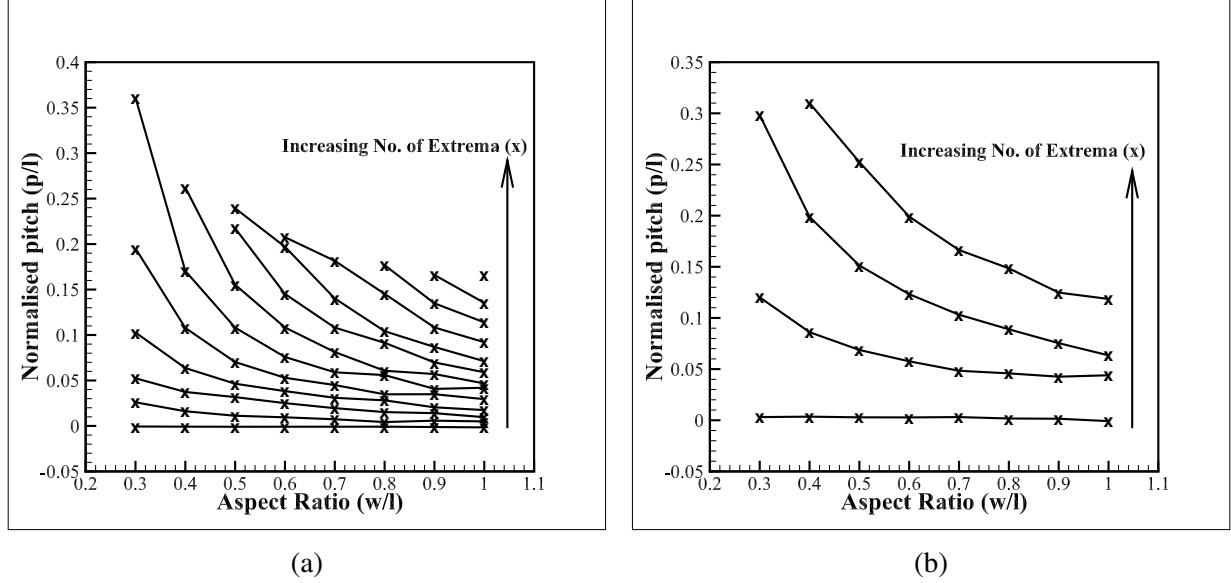 Normalised pitch (p/l)
0.4
0.35
0.3
0.25
0.2
0.15
0.1
0.05
0
-0.05
Increasing No. of Extrema (x)
0.2 0.3 0.4 0.5 0.6 0.7 0.8 0.9 1 1.1
Aspect Ratio (w/l)
(a)
Normalised pitch (p/l)
0.35
0.3
0.25
0.2
0.15
0.1
0.05
0
-0.05
Increasing No. of Extrema (x)
0.2 0.3 0.4 0.5 0.6 0.7 0.8 0.9 1 1.1
Aspect Ratio (w/l)
(b)